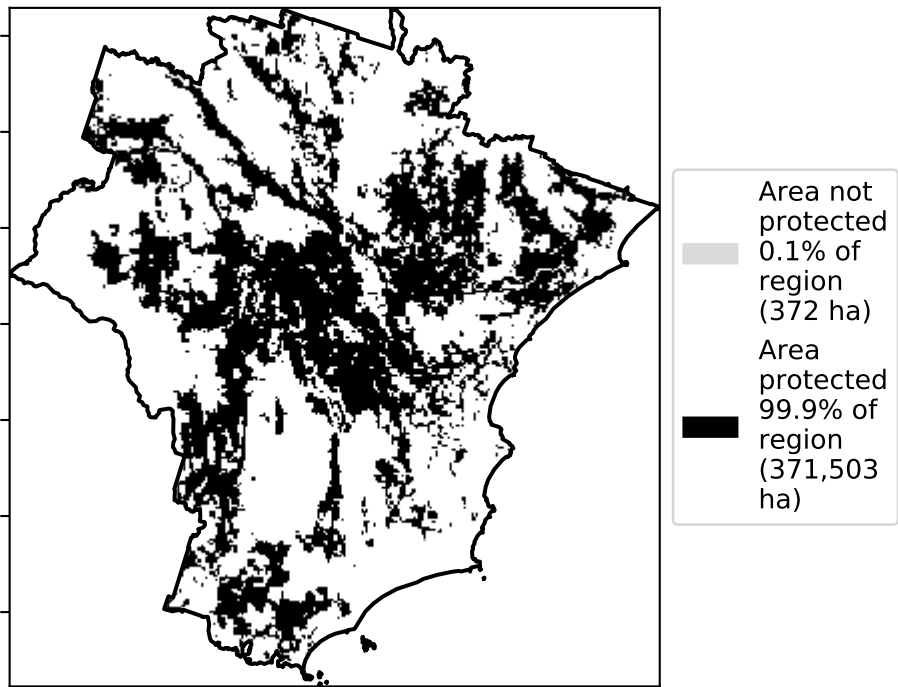 Area not
protected
0.1% of
region
(372 ha)
Area
protected
99.9% of
region
(371,503
ha)